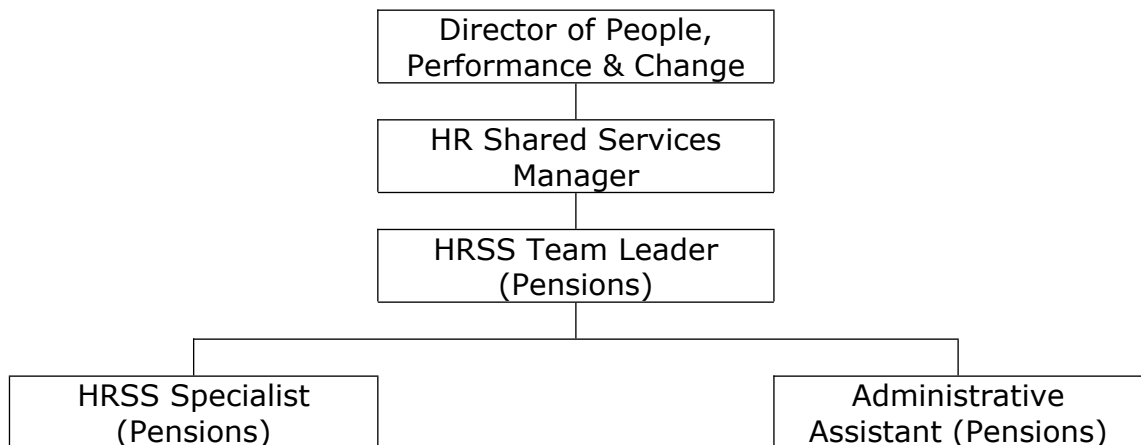 Director of People,
Performance & Change
HR Shared Services
Manager
HRSS Team Leader
(Pensions)
HRSS Specialist
(Pensions)
Administrative
Assistant (Pensions)